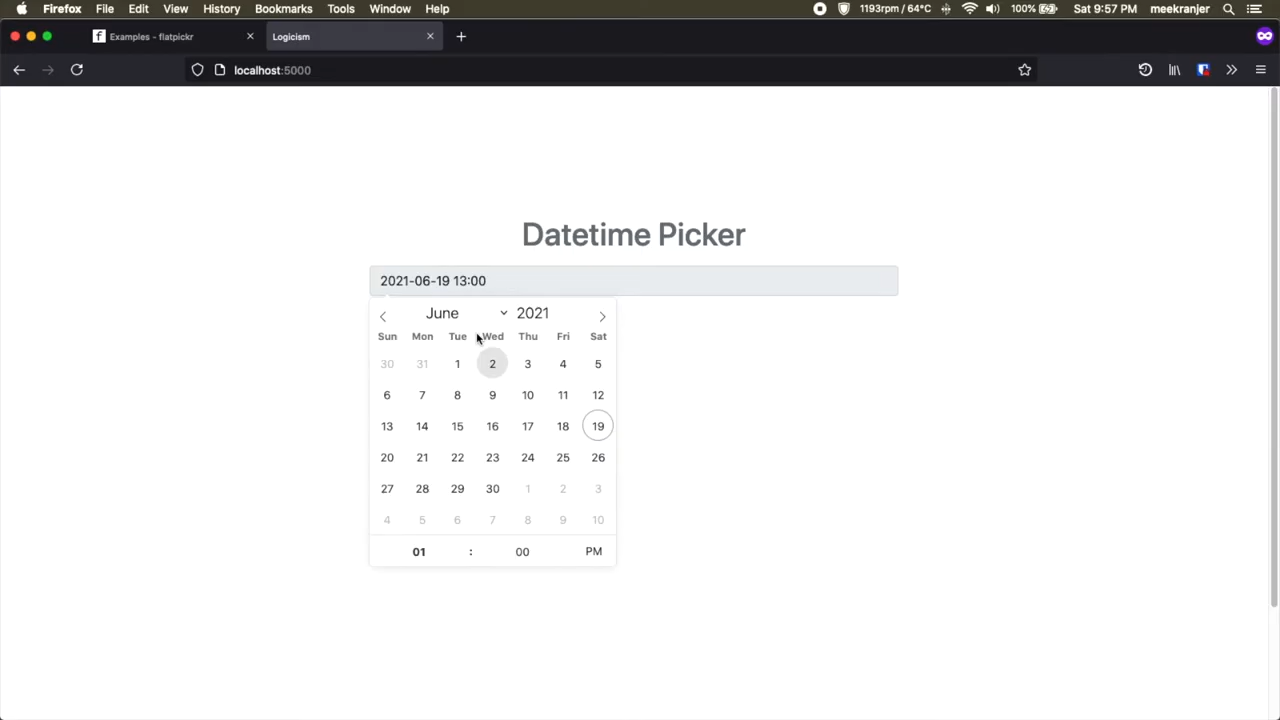 Firefox File Edit View History Bookmarks Tools Window Help 1193rpm / 64°C 100% Sat 9:57 PM meekranjer
f Examples - flatpickr Logicism
localhost:5000
Datetime Picker
2021-06-19 13:00
June 2021
Sun Mon Tue Wed Thu Fri Sat
30 31 1 2 3 4 5
6 7 8 9 10 11 12
13 14 15 16 17 18 19
20 21 22 23 24 25 26
27 28 29 30 1 2 3
4 5 6 7 8 9 10
01 : 00 PM